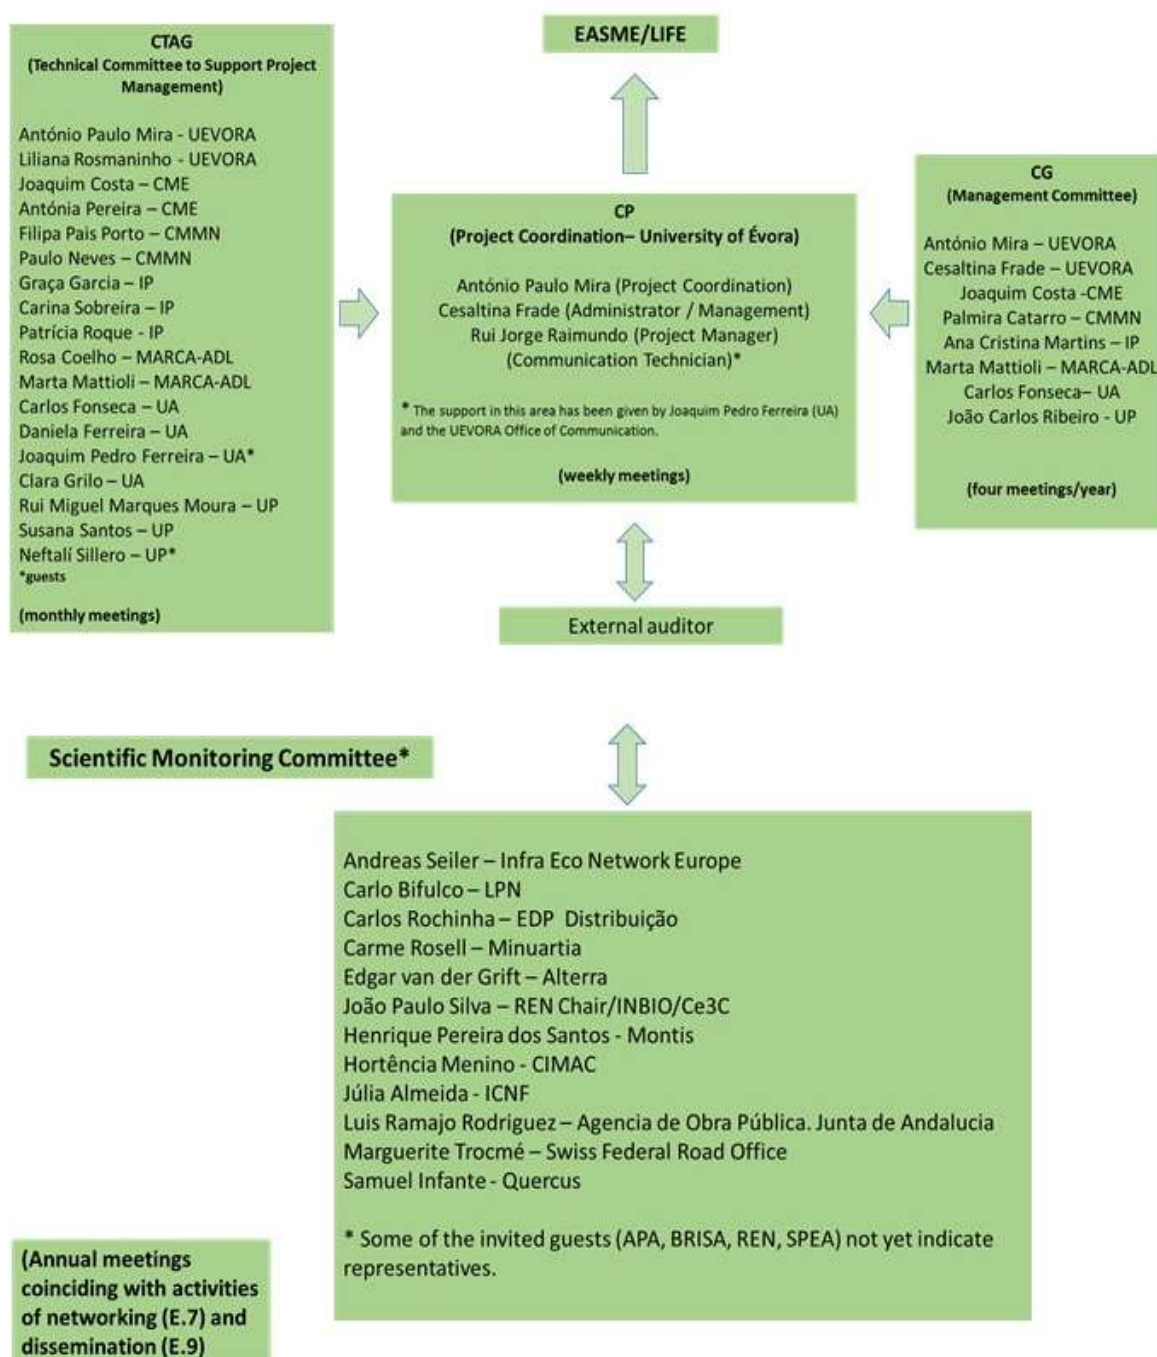 CTAG
(Technical Committee to Support Project
Management)
António Paulo Mira - UEVORA
Liliana Rosmaninho - UEVORA
Joaquim Costa – CME
Antónia Pereira – CME
Filipa Pais Porto – CMMN
Paulo Neves – CMMN
Graça Garcia – IP
Carina Sobreira – IP
Patrícia Roque - IP
Rosa Coelho – MARCA-ADL
Marta Mattioli – MARCA-ADL
Carlos Fonseca – UA
Daniela Ferreira – UA
Joaquim Pedro Ferreira – UA*
Clara Grilo – UA
Rui Miguel Marques Moura – UP
Susana Santos – UP
Neftalí Sillero – UP*
*guests
(monthly meetings)
EASME/LIFE
CP
(Project Coordination– University of Évora)
António Paulo Mira (Project Coordination)
Cesaltina Frade (Administrator / Management)
Rui Jorge Raimundo (Project Manager)
(Communication Technician)*
* The support in this area has been given by Joaquim Pedro Ferreira (UA)
and the UEVORA Office of Communication.
(weekly meetings)
CG
(Management Committee)
António Mira – UEVORA
Cesaltina Frade – UEVORA
Joaquim Costa -CME
Palmira Catarro – CMMN
Ana Cristina Martins – IP
Marta Mattioli – MARCA-ADL
Carlos Fonseca– UA
João Carlos Ribeiro - UP
(four meetings/year)
External auditor
Scientific Monitoring Committee*
Andreas Seiler – Infra Eco Network Europe
Carlo Bifulco – LPN
Carlos Rochinha – EDP Distribuição
Carme Rosell – Minuartia
Edgar van der Grift – Alterra
João Paulo Silva – REN Chair/INBIO/Ce3C
Henrique Pereira dos Santos - Montis
Hortência Menino - CIMAC
Júlia Almeida - ICNF
Luis Ramajo Rodriguez – Agencia de Obra Pública. Junta de Andalucia
Marguerite Trocmé – Swiss Federal Road Office
Samuel Infante - Quercus
* Some of the invited guests (APA, BRISA, REN, SPEA) not yet indicate
representatives.
(Annual meetings
coinciding with activities
of networking (E.7) and
dissemination (E.9)